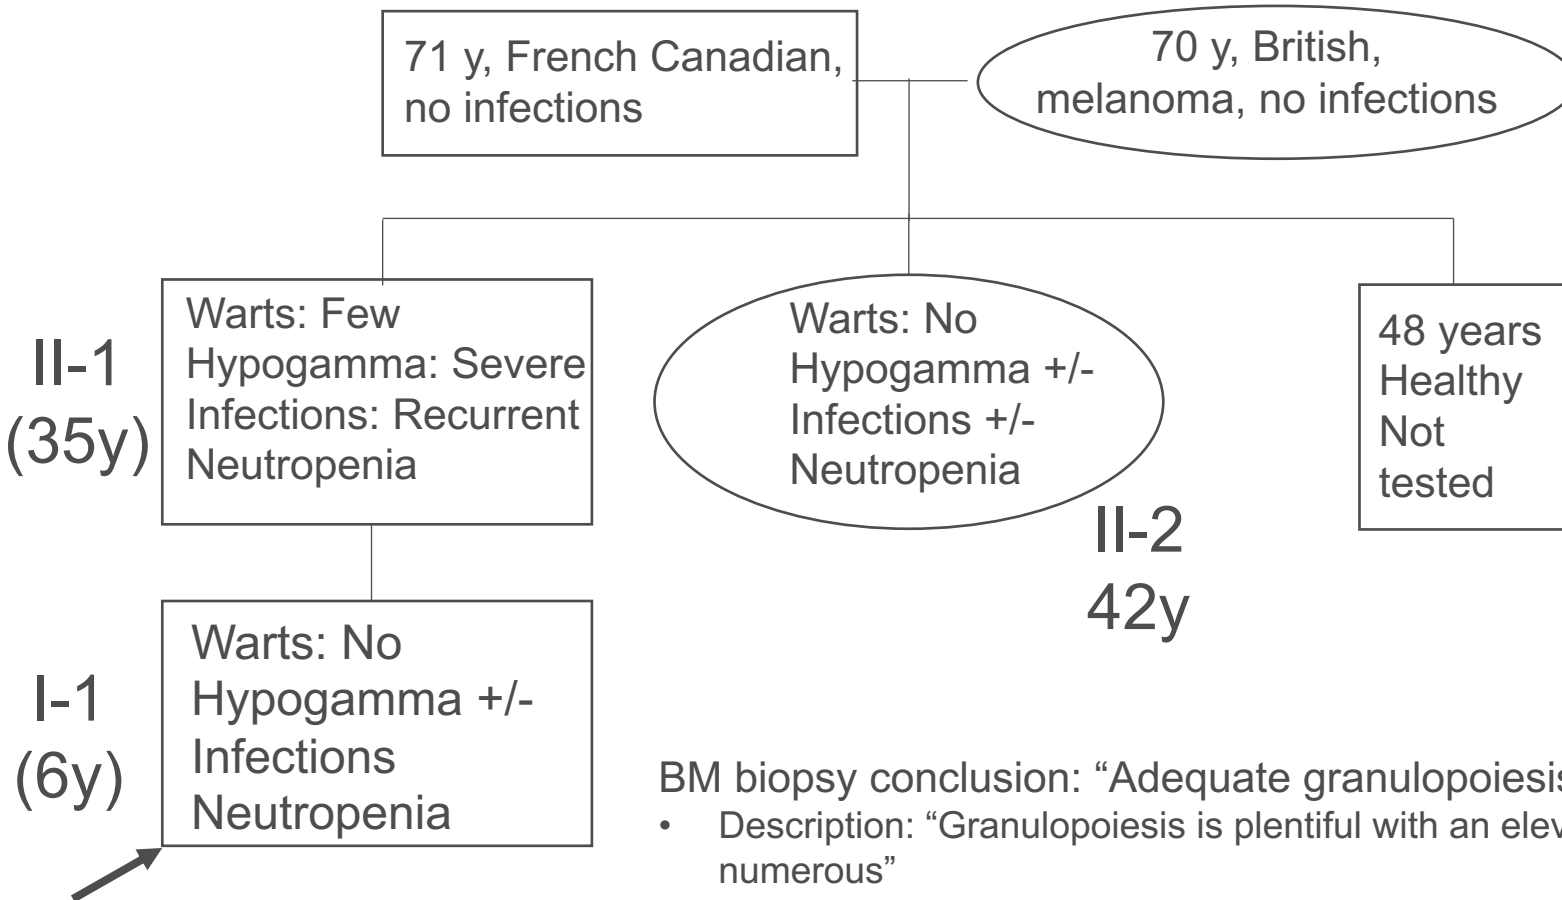 71 y, French Canadian,
no infections
70 y, British,
melanoma, no infections
II-1
(35y)
Warts: Few
Hypogamma: Severe
Infections: Recurrent
Neutropenia
Warts: No
Hypogamma +/-
Infections +/-
Neutropenia
II-2
42y
48 years
Healthy
Not
tested
I-1
(6y)
Warts: No
Hypogamma +/-
Infections
Neutropenia
BM biopsy conclusion: “Adequate granulopoiesis
• Description: “Granulopoiesis is plentiful with an
numerous”